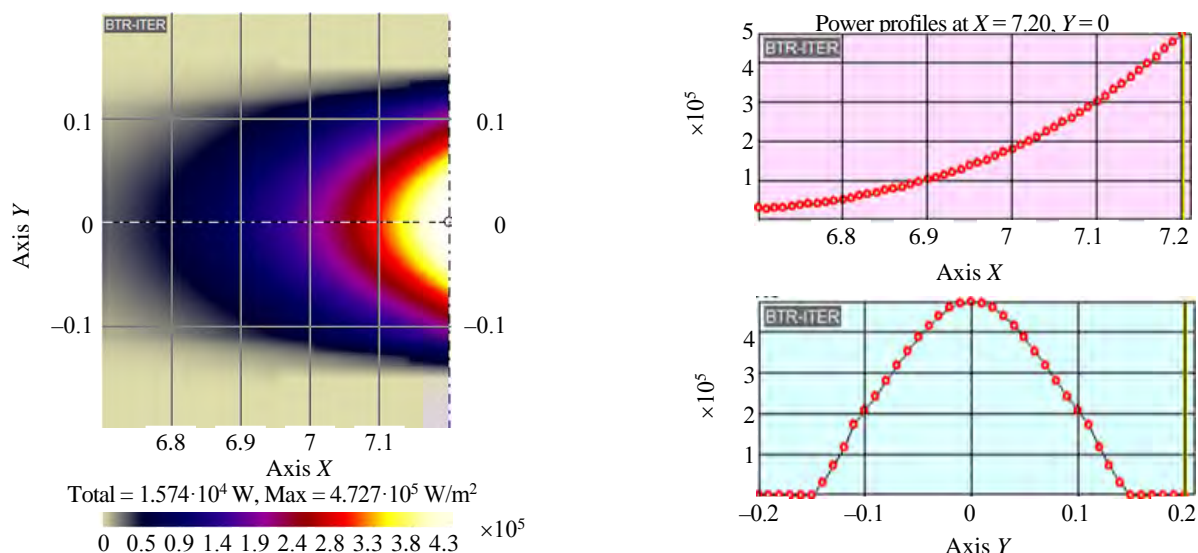 BTR-ITER
0.1
0
–0.1
0.1
0
–0.1
Axis Y
6.8 6.9 7 7.1
Axis X
Total = 1.574·10⁴ W, Max = 4.727·10⁵ W/m²
0 0.5 0.9 1.4 1.9 2.4 2.8 3.3 3.8 4.3 ×10⁵
Power profiles at X = 7.20, Y = 0
BTR-ITER
5
4
3
2
1
×10⁵
6.8 6.9 7 7.1 7.2
Axis X
BTR-ITER
4
3
2
1
×10⁵
–0.2 –0.1 0 0.1 0.2
Axis Y